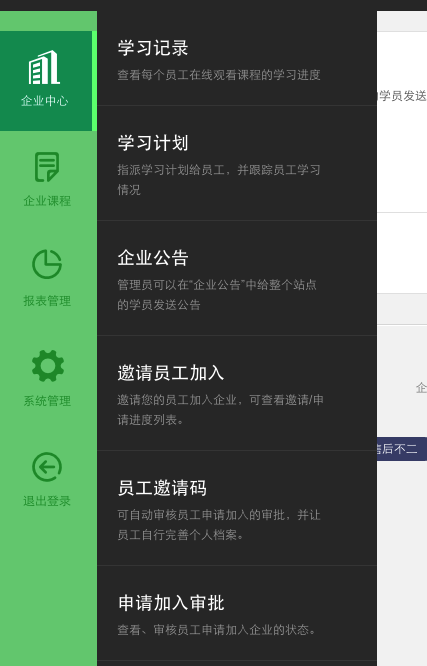 企业中心
企业课程
报表管理
系统管理
退出登录
学习记录
查看每个员工在线观看课程的学习进度
学习计划
指派学习计划给员工，并跟踪员工学习
情况
企业公告
管理员可以在“企业公告”中给整个站点
的学员发送公告
邀请员工加入
邀请您的员工加入企业，可查看邀请/申
请进度列表。
员工邀请码
可自动审核员工申请加入的审批，并让
员工自行完善个人档案。
申请加入审批
查看、审核员工申请加入企业的状态。
学员发送
企
售后不二